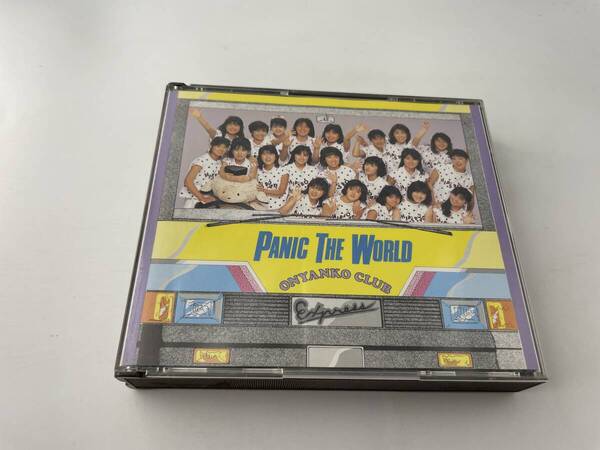 PANIC THE WORLD
ONYANKO CLUB
Express